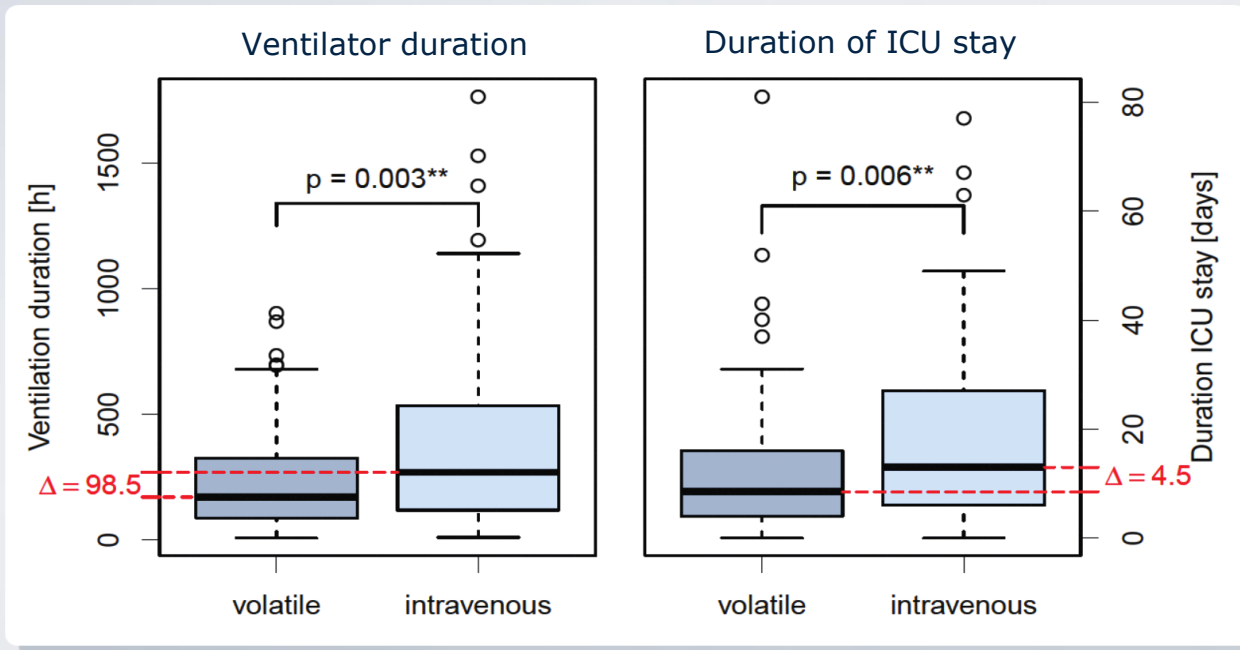 Ventilator duration
Duration of ICU stay
Ventilation duration [h]
1500
1000
500
0
p = 0.003**
Δ = 98.5
volatile
intravenous
p = 0.006**
80
60
40
20
0
Duration ICU stay [days]
Δ = 4.5
volatile
intravenous